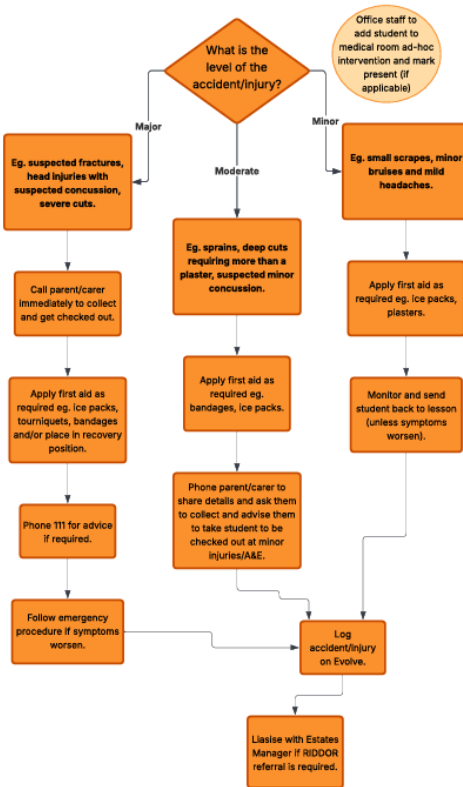 Office staff to
add student to
medical room ad-hoc
intervention and mark
present (if
applicable)
What is the
level of the
accident/injury?
Major
Moderate
Minor
Eg. suspected fractures,
head injuries with
suspected concussion,
severe cuts.
Call parent/carer
immediately to collect
and get checked out.
Apply first aid as
required eg. ice packs,
tourniquets, bandages
and/or place in recovery
position.
Phone 111 for advice
if required.
Follow emergency
procedure if symptoms
worsen.
Eg. sprains, deep cuts
requiring more than a
plaster, suspected minor
concussion.
Apply first aid as
required eg.
bandages, ice packs.
Phone parent/carer to
share details and ask them
to collect and advise them
to take student to be
checked out at minor
injuries/A&E.
Eg. small scrapes, minor
bruises and mild
headaches.
Apply first aid as
required eg. ice packs,
plasters.
Monitor and send
student back to lesson
(unless symptoms
worsen).
Log
accident/injury
on Evolve.
Liasise with Estates
Manager if RIDDOR
referral is required.